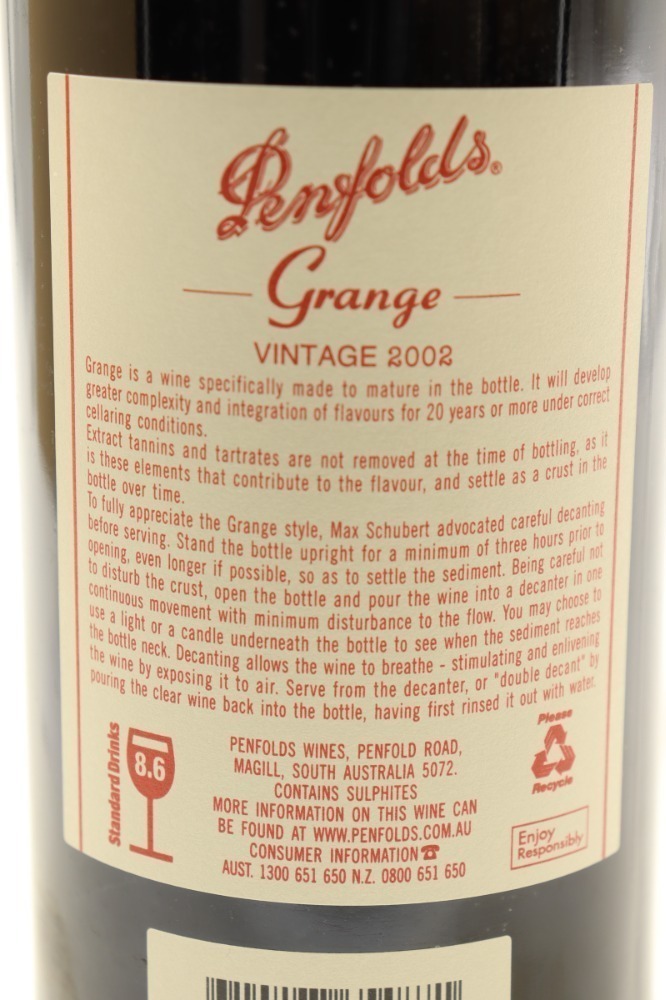 Penfolds®
Grange
VINTAGE 2002
Grange is a wine specifically made to mature in the bottle. It will develop
greater complexity and integration of flavours for 20 years or more under correct
cellaring conditions.
Extract tannins and tartrates are not removed at the time of bottling, as it
is these elements that contribute to the flavour, and settle as a crust in the
bottle over time.
To fully appreciate the Grange style, Max Schubert advocated careful decanting
before serving. Stand the bottle upright for a minimum of three hours prior to
opening, even longer if possible, so as to settle the sediment. Being careful not
to disturb the crust, open the bottle and pour the wine into a decanter in one
continuous movement with minimum disturbance to the flow. You may choose to
use a light or a candle underneath the bottle to see when the sediment reaches
the bottle neck. Decanting allows the wine to breathe - stimulating and enlivening
the wine by exposing it to air. Serve from the decanter, or "double decant" by
pouring the clear wine back into the bottle, having first rinsed it out with water.
Standard Drinks
8.6
PENFOLDS WINES, PENFOLD ROAD,
MAGILL, SOUTH AUSTRALIA 5072.
CONTAINS SULPHITES
MORE INFORMATION ON THIS WINE CAN
BE FOUND AT WWW.PENFOLDS.COM.AU
CONSUMER INFORMATION☎
AUST. 1300 651 650 N.Z. 0800 651 650
Please
Recycle
Enjoy
Responsibly